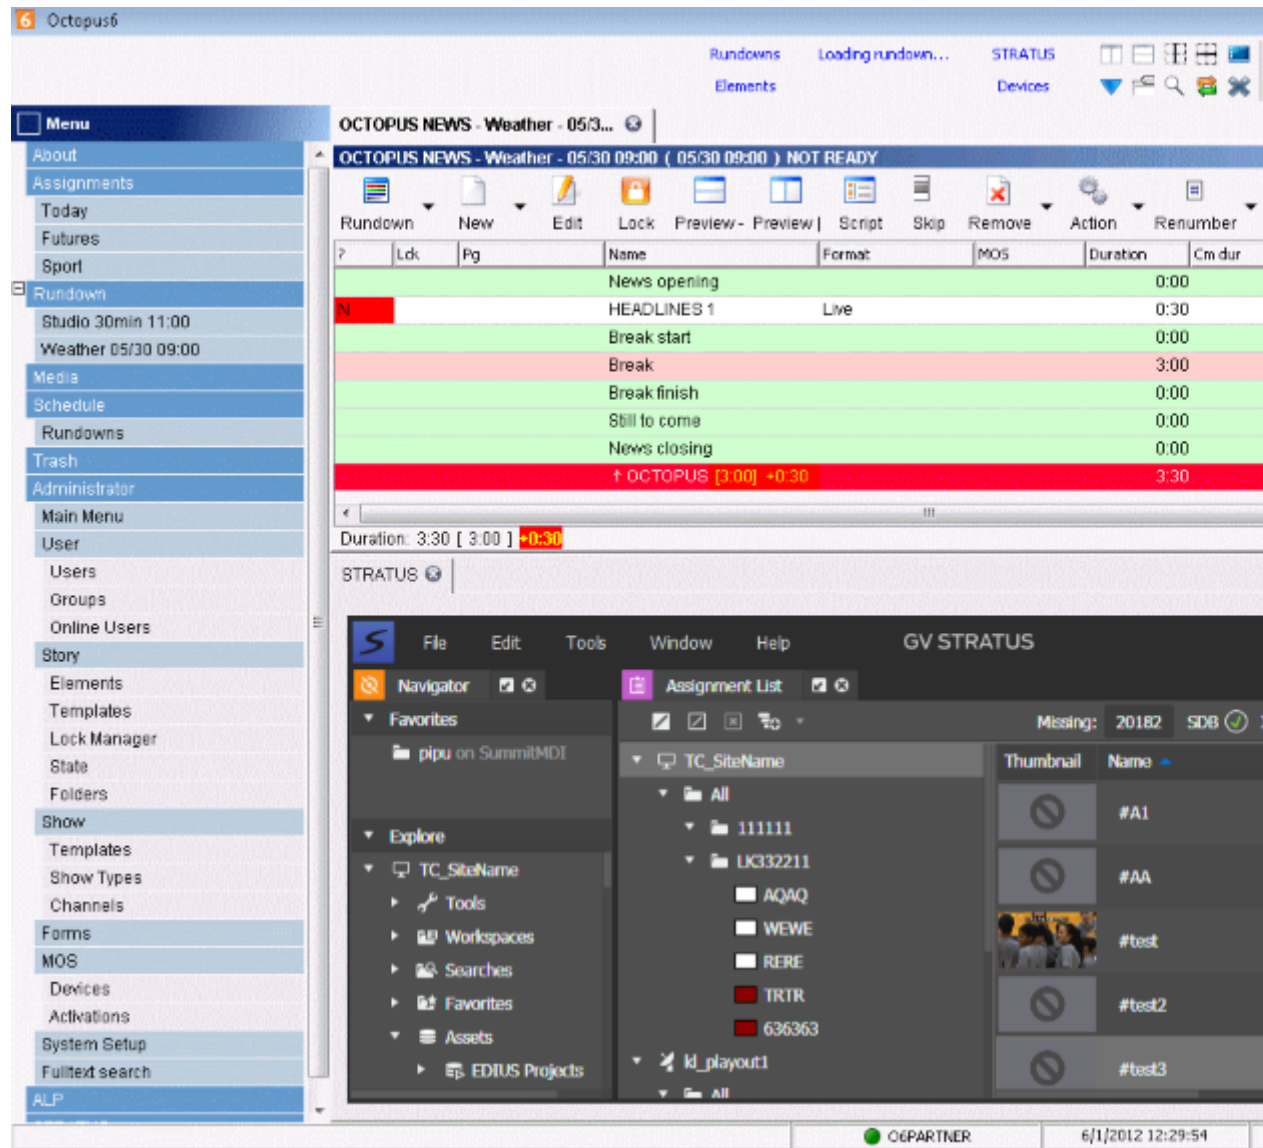 6 Octopus6
Rundowns Loading rundown... STRATUS
Elements Devices
Menu
About
Assignments
Today
Futures
Sport
Rundown
Studio 30min 11:00
Weather 05/30 09:00
Media
Schedule
Rundowns
Trash
Administrator
Main Menu
User
Users
Groups
Online Users
Story
Elements
Templates
Lock Manager
State
Folders
Show
Templates
Show Types
Channels
Forms
MOS
Devices
Activations
System Setup
Fulltext search
ALP
OCTOPUS NEWS - Weather - 05/3...
OCTOPUS NEWS - Weather - 05/30 09:00 ( 05/30 09:00 ) NOT READY
Rundown New Edit Lock Preview - Preview | Script Skip Remove Action Renumber
? Lck Pg Name Format MOS Duration Cm dur
News opening 0:00
N HEADLINES 1 Live 0:30
Break start 0:00
Break 3:00
Break finish 0:00
Still to come 0:00
News closing 0:00
↑ OCTOPUS [3:00] +0:30 3:30
Duration: 3:30 [ 3:00 ] +0:30
STRATUS
S File Edit Tools Window Help GV STRATUS
Navigator
Favorites
pipu on SummitMDI
Explore
TC_SiteName
Tools
Workspaces
Searches
Favorites
Assets
EDIUS Projects
Assignment List
Missing: 20182 SDB
TC_SiteName
All
111111
LK332211
AQAQ
WEWE
RERE
TRTR
636363
kl_playout1
All
Thumbnail Name
#A1
#AA
#test
#test2
#test3
O6PARTNER 6/1/2012 12:29:54